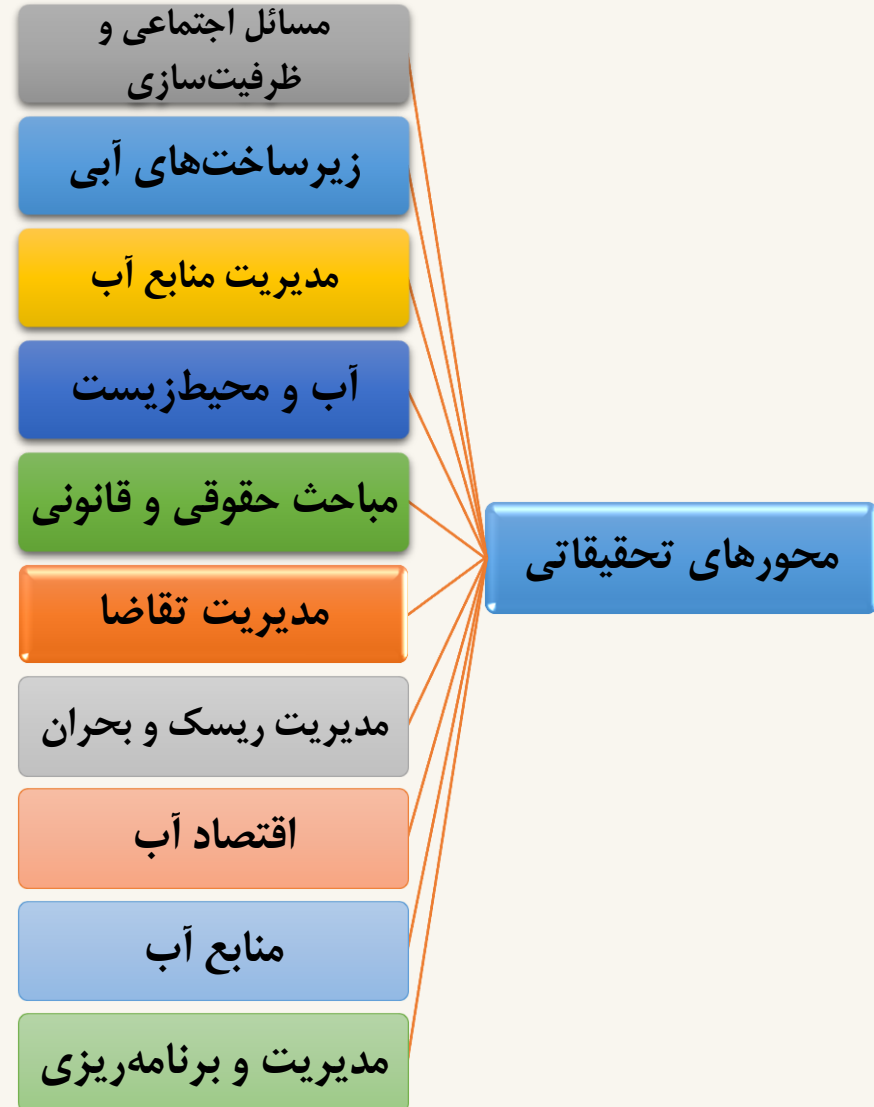 مسائل اجتماعی و
ظرفیت‌سازی
زیرساخت‌های آبی
مدیریت منابع آب
آب و محیط‌زیست
مباحث حقوقی و قانونی
محورهای تحقیقاتی
مدیریت تقاضا
مدیریت ریسک و بحران
اقتصاد آب
منابع آب
مدیریت و برنامه‌ریزی